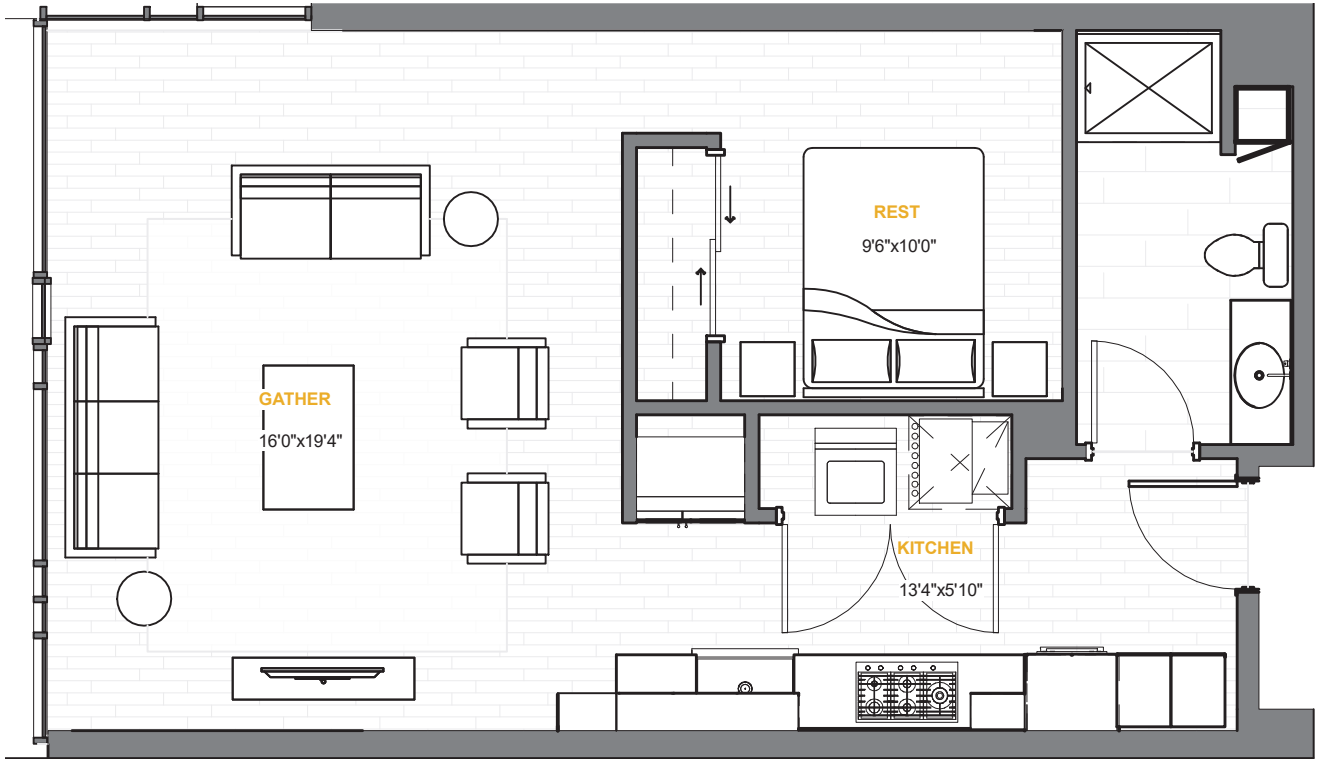 REST
9'6"x10'0"
GATHER
16'0"x19'4"
KITCHEN
13'4"x5'10"